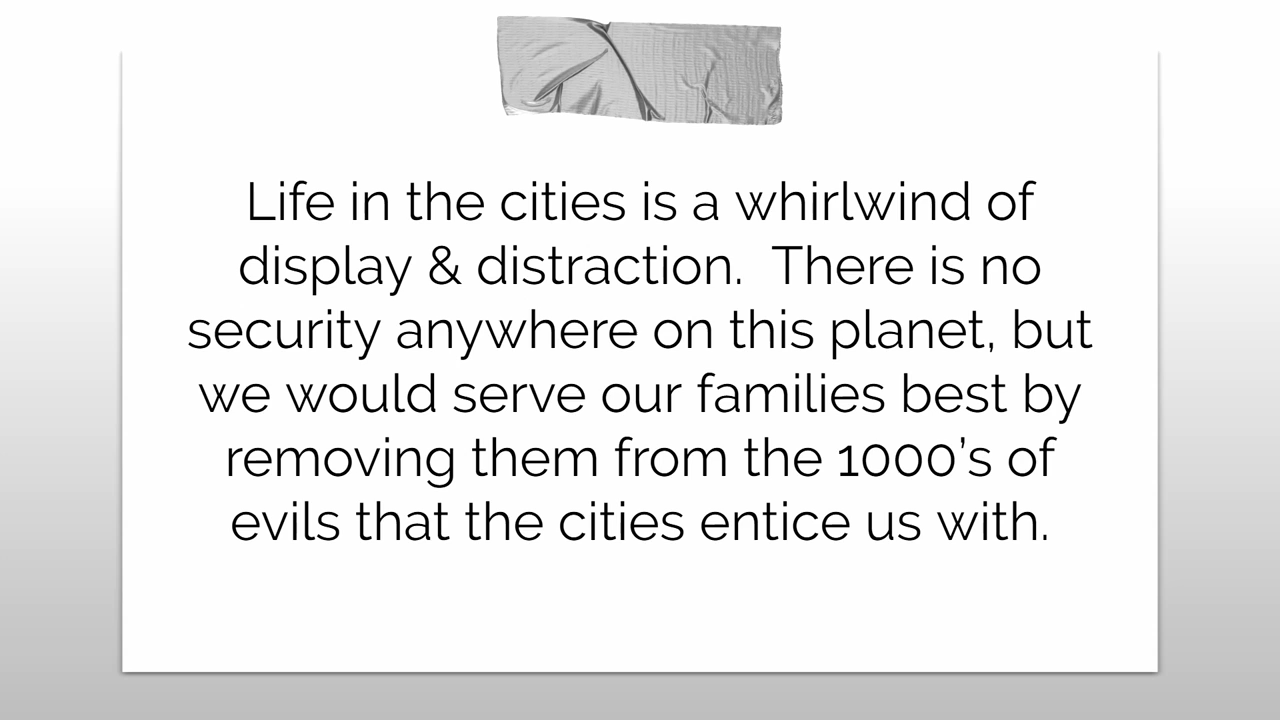 Life in the cities is a whirlwind of
display & distraction.  There is no
security anywhere on this planet, but
we would serve our families best by
removing them from the 1000’s of
evils that the cities entice us with.